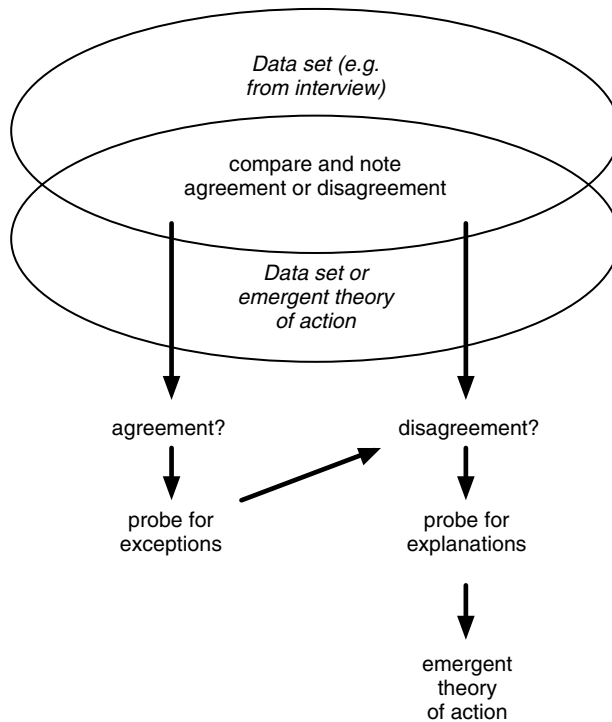 Data set (e.g.
from interview)
compare and note
agreement or disagreement
Data set or
emergent theory
of action
agreement?
disagreement?
probe for
exceptions
probe for
explanations
emergent
theory
of action